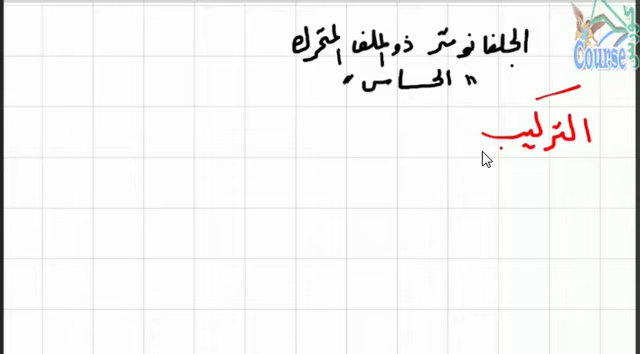 الجلفانومتر ذو الملف المتحرك
" الحساس "
التركيب
Course